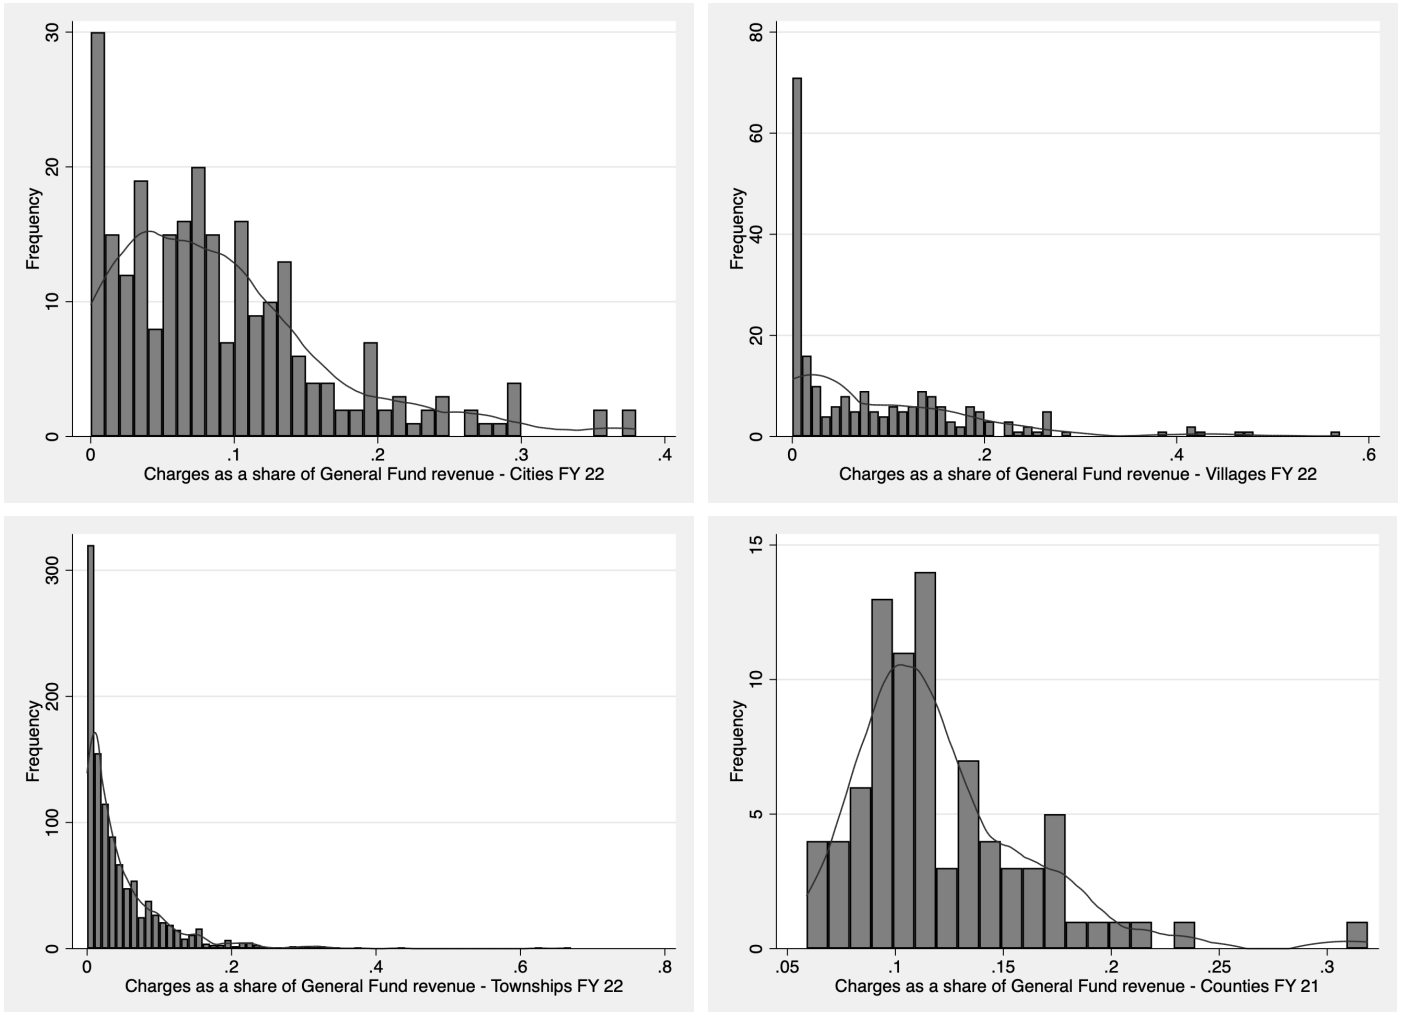 30
20
10
0
Frequency
0 .1 .2 .3 .4
Charges as a share of General Fund revenue - Cities FY 22
80
60
40
20
0
Frequency
0 .2 .4 .6
Charges as a share of General Fund revenue - Villages FY 22
300
200
100
0
Frequency
0 .2 .4 .6 .8
Charges as a share of General Fund revenue - Townships FY 22
15
10
5
0
Frequency
.05 .1 .15 .2 .25 .3
Charges as a share of General Fund revenue - Counties FY 21